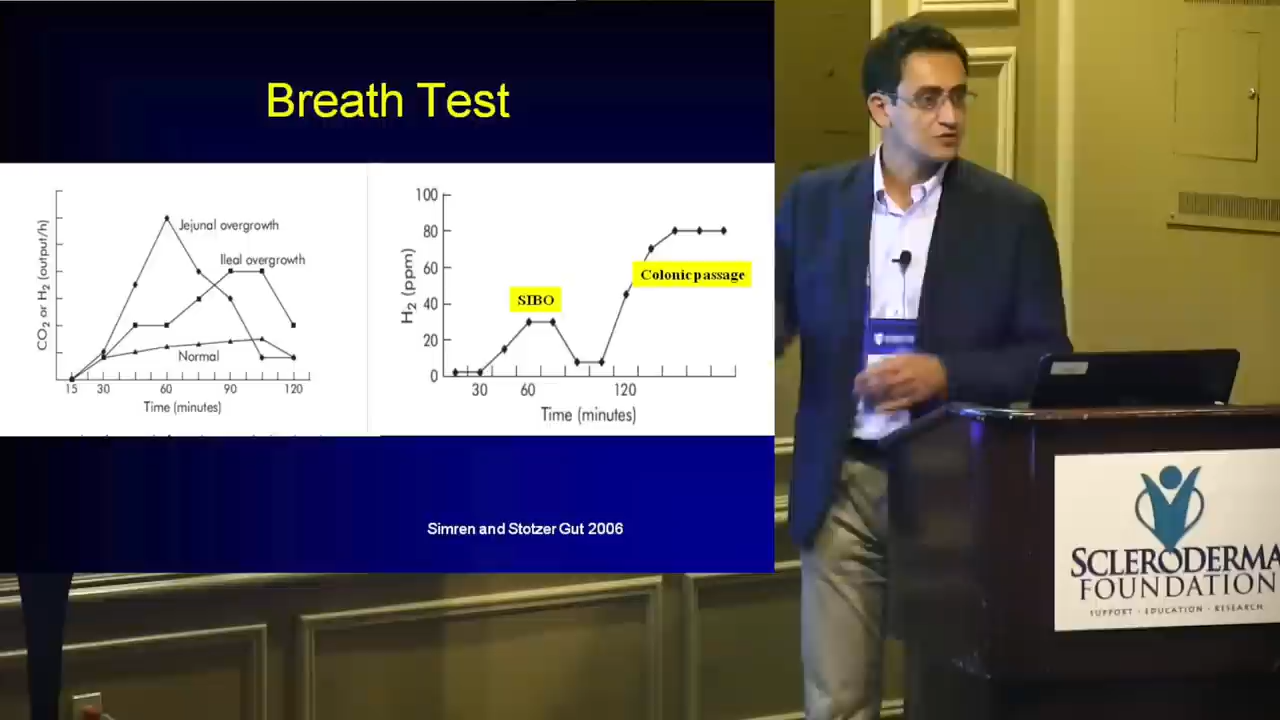 Breath Test
CO2 or H2 (output/h)
Jejunal overgrowth
Ileal overgrowth
Normal
15 30 60 90 120
Time (minutes)
H2 (ppm)
100
80
60
40
20
0
SIBO
Colonic passage
30 60 120
Time (minutes)
Simren and Stotzer Gut 2006
SCLERODERMA
FOUNDATION
SUPPORT · EDUCATION · RESEARCH